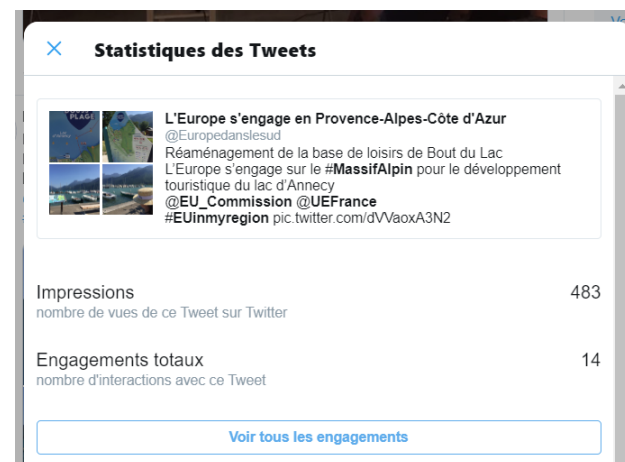 Statistiques des Tweets
L'Europe s'engage en Provence-Alpes-Côte d'Azur
@Europedanslesud
Réaménagement de la base de loisirs de Bout du Lac
L'Europe s'engage sur le #MassifAlpin pour le développement
touristique du lac d'Annecy
@EU_Commission @UEFrance
#EUinmyregion pic.twitter.com/dVVaoxA3N2
Impressions
483
nombre de vues de ce Tweet sur Twitter
Engagements totaux
14
nombre d'interactions avec ce Tweet
Voir tous les engagements